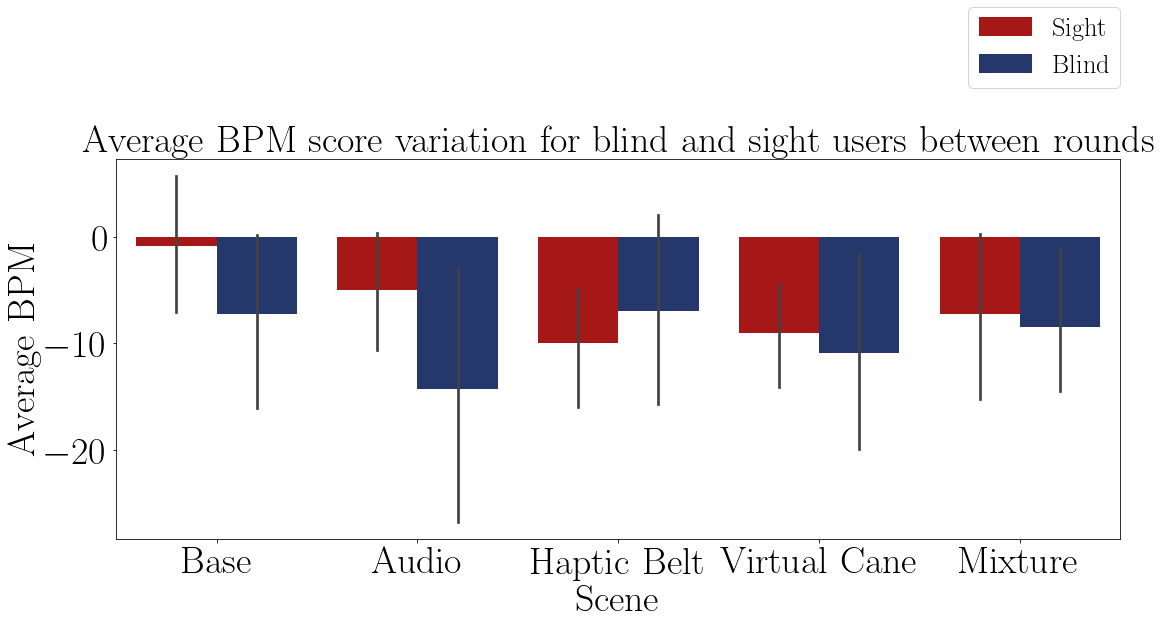 Sight
Blind
Average BPM score variation for blind and sight users between rounds
Average BPM
0
−10
−20
Base
Audio
Haptic Belt
Virtual Cane
Mixture
Scene